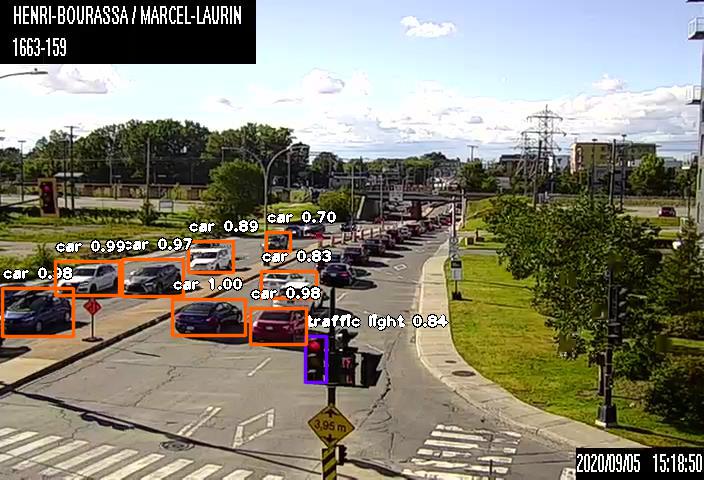 HENRI-BOURASSA / MARCEL-LAURIN
1663-159
car 0.70
car 0.89
car 0.99
car 0.97
car 0.83
car 0.98
car 1.00
car 0.98
traffic light 0.84
3,95 m
2020/09/05 15:18:50